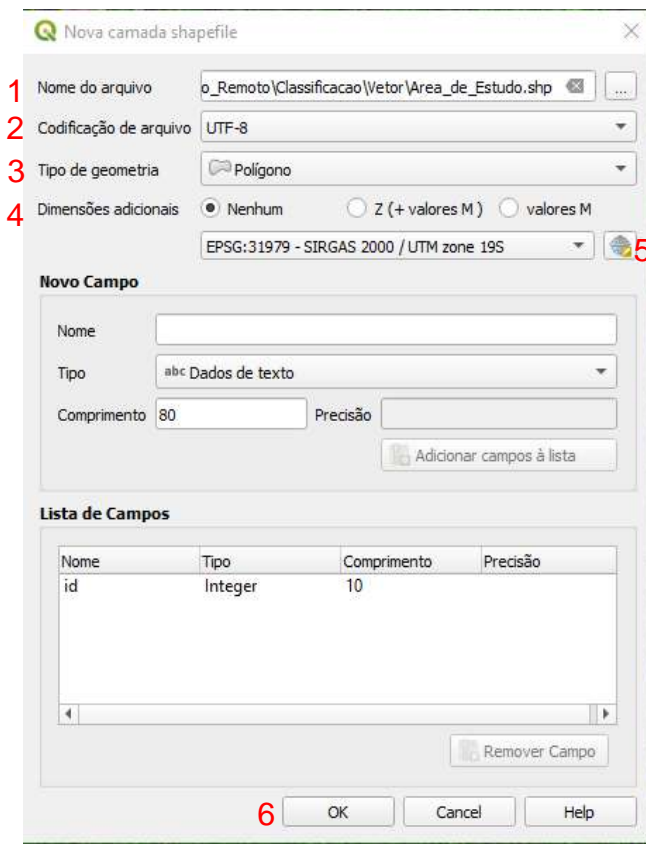 Nova camada shapefile
1 Nome do arquivo o_Remoto\Classificacao\Vetor\Area_de_Estudo.shp ...
2 Codificação de arquivo UTF-8
3 Tipo de geometria Polígono
4 Dimensões adicionais Nenhum Z (+ valores M ) valores M
EPSG:31979 - SIRGAS 2000 / UTM zone 19S 5
Novo Campo
Nome
Tipo abc Dados de texto
Comprimento 80 Precisão
Adicionar campos à lista
Lista de Campos
Nome Tipo Comprimento Precisão
id Integer 10
Remover Campo
6 OK Cancel Help